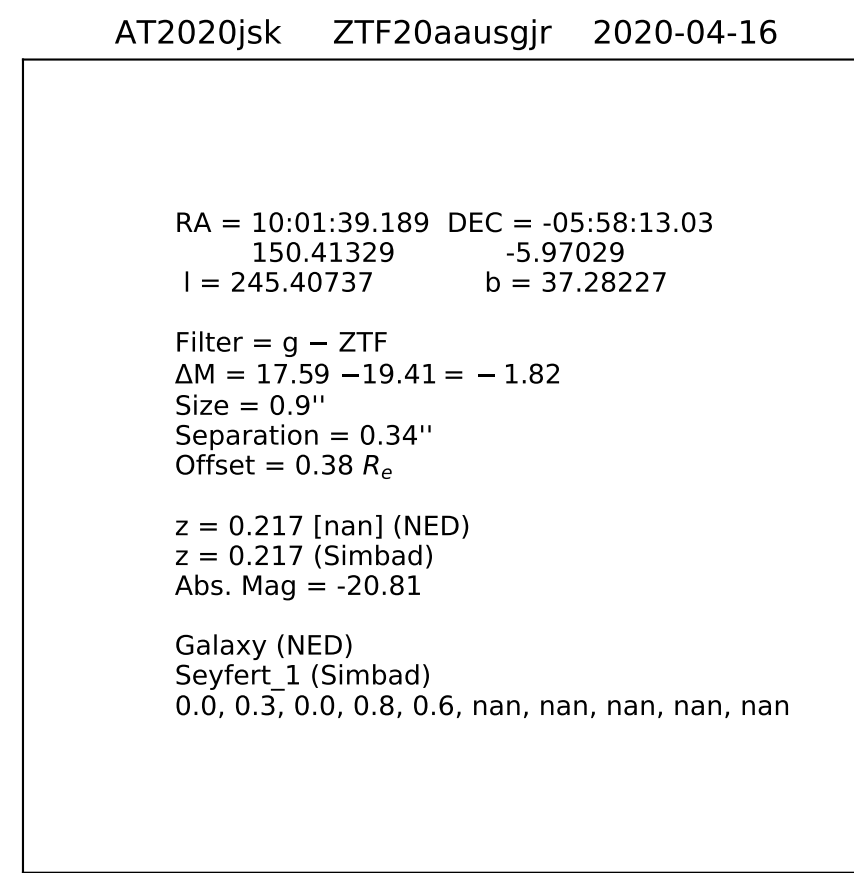 AT2020jsk ZTF20aausgjr 2020-04-16
RA = 10:01:39.189 DEC = -05:58:13.03
150.41329 -5.97029
l = 245.40737 b = 37.28227
Filter = g − ZTF
ΔM = 17.59 −19.41 = − 1.82
Size = 0.9''
Separation = 0.34''
Offset = 0.38 Rₑ
z = 0.217 [nan] (NED)
z = 0.217 (Simbad)
Abs. Mag = -20.81
Galaxy (NED)
Seyfert_1 (Simbad)
0.0, 0.3, 0.0, 0.8, 0.6, nan, nan, nan, nan, nan